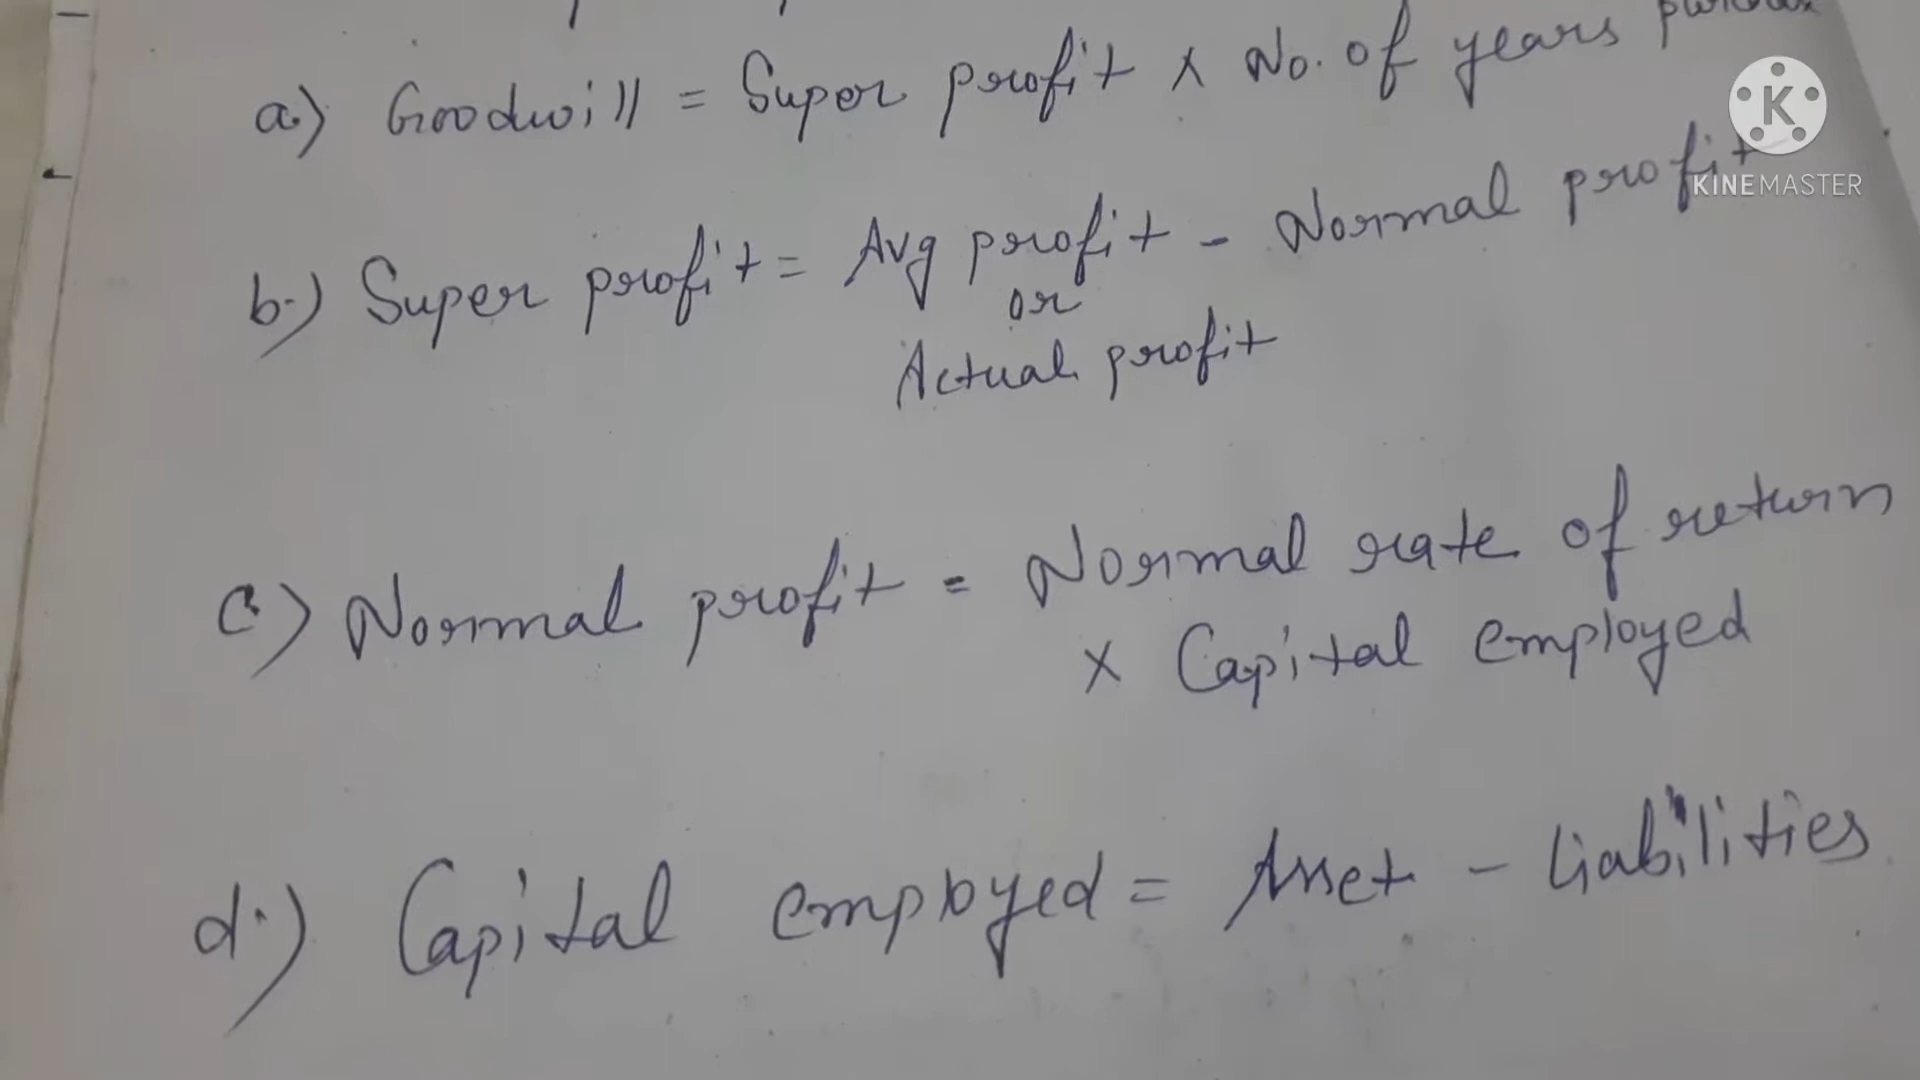 a.) Goodwill = Super profit x No. of years
b.) Super profit = Avg profit - Normal profit
or
Actual profit
c.) Normal profit = Normal rate of return
x Capital employed
d.) Capital employed = Asset - Liabilities
K
KINEMASTER